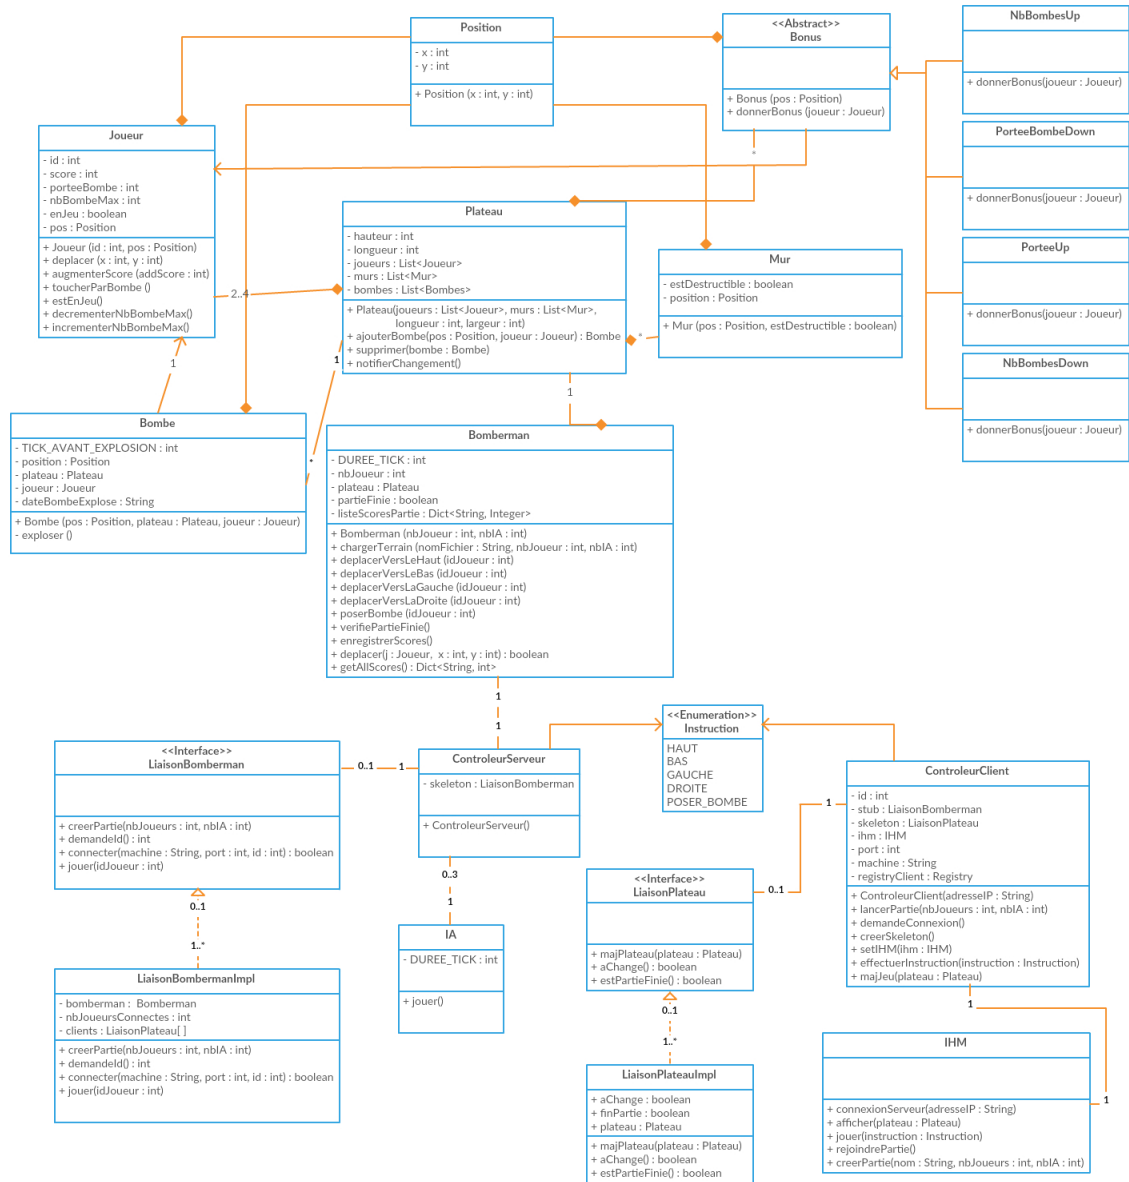 Position
- x : int
- y : int
+ Position (x : int, y : int)
<<Abstract>>
Bonus
+ Bonus (pos : Position)
+ donnerBonus (joueur : Joueur)
NbBombesUp
+ donnerBonus(joueur : Joueur)
PorteeBombeDown
+ donnerBonus(joueur : Joueur)
PorteeUp
+ donnerBonus(joueur : Joueur)
NbBombesDown
+ donnerBonus(joueur : Joueur)
Joueur
- id : int
- score : int
- porteeBombe : int
- nbBombeMax : int
- enJeu : boolean
- pos : Position
+ Joueur (id : int, pos : Position)
+ deplacer (x : int, y : int)
+ augmenterScore (addScore : int)
+ toucherParBombe ()
+ estEnJeu()
+ decrementerNbBombeMax()
+ incrementerNbBombeMax()
*
2..4
Plateau
- hauteur : int
- longueur : int
- joueurs : List<Joueur>
- murs : List<Mur>
- bombes : List<Bombes>
+ Plateau(joueurs : List<Joueur>, murs : List<Mur>,
longueur : int, largeur : int)
+ ajouterBombe(pos : Position, joueur : Joueur) : Bombe
+ supprimer(bombe : Bombe)
+ notifierChangement()
Mur
- estDestructible : boolean
- position : Position
+ Mur (pos : Position, estDestructible : boolean)
*
1
1
*
1
Bombe
- TICK_AVANT_EXPLOSION : int
- position : Position
- plateau : Plateau
- joueur : Joueur
- dateBombeExplose : String
+ Bombe (pos : Position, plateau : Plateau, joueur : Joueur)
- exploser ()
Bomberman
- DUREE_TICK : int
- nbJoueur : int
- plateau : Plateau
- partieFinie : boolean
- listeScoresPartie : Dict<String, Integer>
+ Bomberman (nbJoueur : int, nbIA : int)
+ chargerTerrain (nomFichier : String, nbJoueur : int, nbIA : int)
+ deplacerVersLeHaut (idJoueur : int)
+ deplacerVersLeBas (idJoueur : int)
+ deplacerVersLaGauche (idJoueur : int)
+ deplacerVersLaDroite (idJoueur : int)
+ poserBombe (idJoueur : int)
+ verifiePartieFinie()
+ enregistrerScores()
+ deplacer(j : Joueur, x : int, y : int) : boolean
+ getAllScores() : Dict<String, int>
1
1
<<Enumeration>>
Instruction
HAUT
BAS
GAUCHE
DROITE
POSER_BOMBE
<<Interface>>
LiaisonBomberman
+ creerPartie(nbJoueurs : int, nbIA : int)
+ demandeId() : int
+ connecter(machine : String, port : int, id : int) : boolean
+ jouer(idJoueur : int)
0..1
1
ControleurServeur
- skeleton : LiaisonBomberman
+ ControleurServeur()
0..3
1
IA
- DUREE_TICK : int
+ jouer()
0..1
1..*
LiaisonBombermanImpl
- bomberman : Bomberman
- nbJoueursConnectes : int
- clients : LiaisonPlateau[ ]
+ creerPartie(nbJoueurs : int, nbIA : int)
+ demandeId() : int
+ connecter(machine : String, port : int, id : int) : boolean
+ jouer(idJoueur : int)
ControleurClient
- id : int
- stub : LiaisonBomberman
- skeleton : LiaisonPlateau
- ihm : IHM
- port : int
- machine : String
- registryClient : Registry
+ ControleurClient(adresseIP : String)
+ lancerPartie(nbJoueurs : int, nbIA : int)
+ demandeConnexion()
+ creerSkeleton()
+ setIHM(ihm : IHM)
+ effectuerInstruction(instruction : Instruction)
+ majJeu(plateau : Plateau)
1
0..1
<<Interface>>
LiaisonPlateau
+ majPlateau(plateau : Plateau)
+ aChange() : boolean
+ estPartieFinie() : boolean
0..1
1..*
LiaisonPlateauImpl
+ aChange : boolean
+ finPartie : boolean
+ plateau : Plateau
+ majPlateau(plateau : Plateau)
+ aChange() : boolean
+ estPartieFinie() : boolean
1
1
IHM
+ connexionServeur(adresseIP : String)
+ afficher(plateau : Plateau)
+ jouer(instruction : Instruction)
+ rejoindrePartie()
+ creerPartie(nom : String, nbJoueurs : int, nbIA : int)